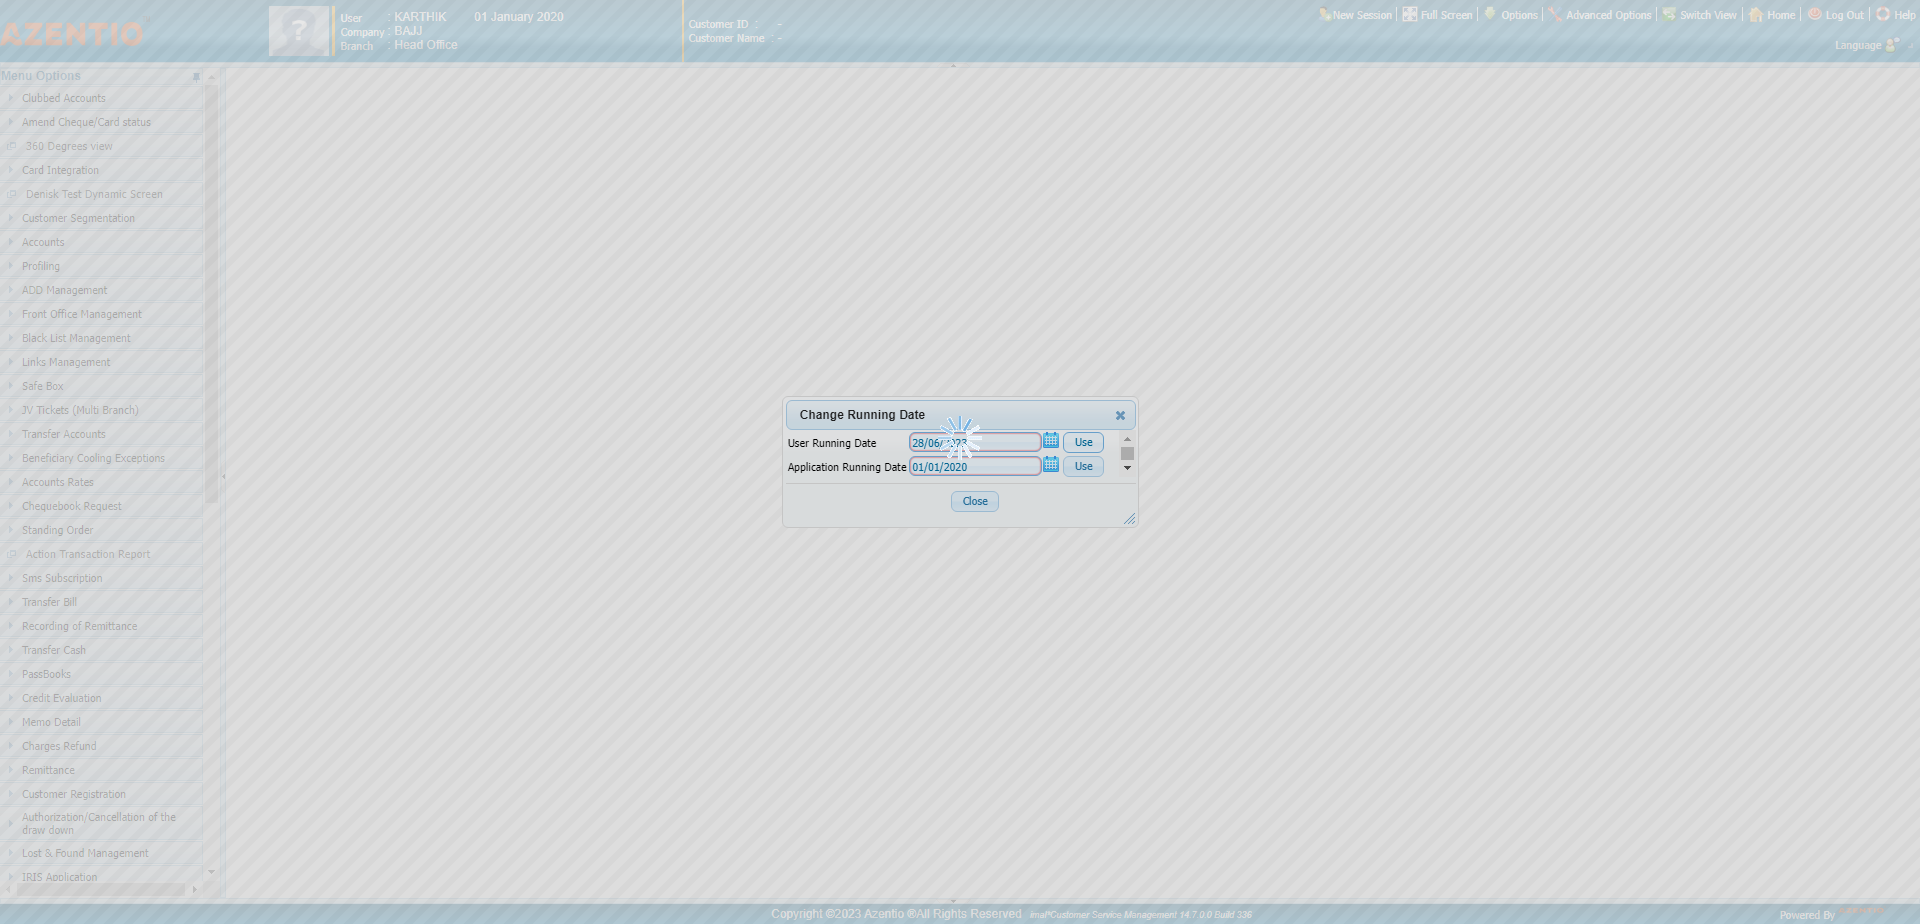 AZENTIO
?
User : KARTHIK 01 January 2020
Company : BAJJ
Branch : Head Office
Customer ID : -
Customer Name : -
New Session Full Screen Options Advanced Options Switch View Home Log Out Help
Language
Menu Options
Clubbed Accounts
Amend Cheque/Card status
360 Degrees view
Card Integration
Denisk Test Dynamic Screen
Customer Segmentation
Accounts
Profiling
ADD Management
Front Office Management
Black List Management
Links Management
Safe Box
JV Tickets (Multi Branch)
Transfer Accounts
Beneficiary Cooling Exceptions
Accounts Rates
Chequebook Request
Standing Order
Action Transaction Report
Sms Subscription
Transfer Bill
Recording of Remittance
Transfer Cash
PassBooks
Credit Evaluation
Memo Detail
Charges Refund
Remittance
Customer Registration
Authorization/Cancellation of the
draw down
Lost & Found Management
IRIS Application
Change Running Date
User Running Date 28/06/2023 Use
Application Running Date 01/01/2020 Use
Close
Copyright ©2023 Azentio ®All Rights Reserved imal*Customer Service Management 14.7.0.0 Build 336
Powered By